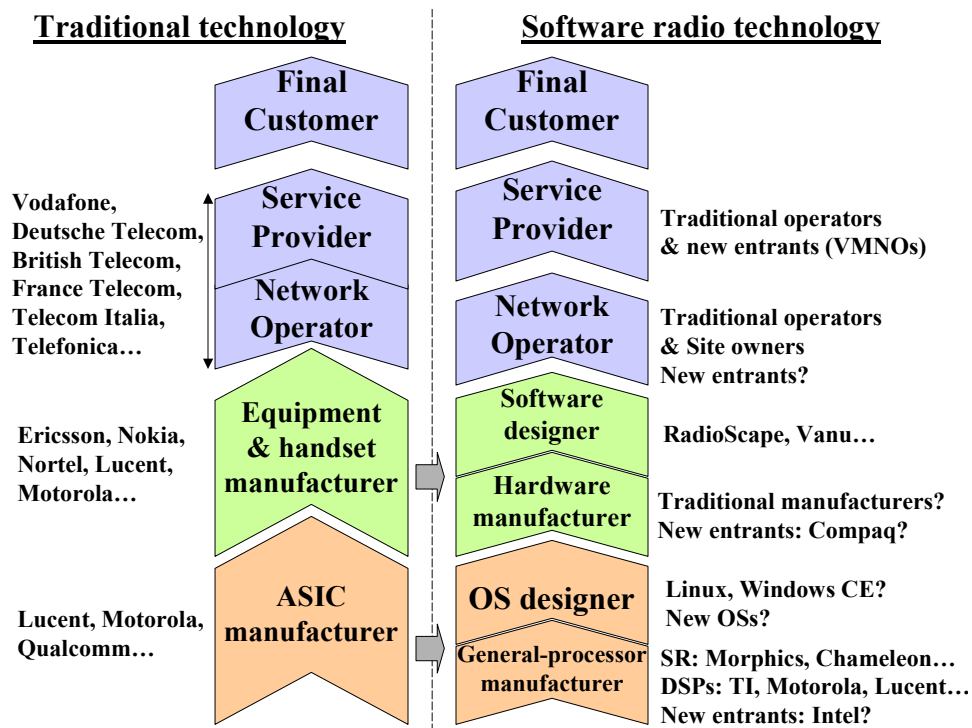 Traditional technology
Final
Customer
Service
Provider
Network
Operator
Vodafone,
Deutsche Telecom,
British Telecom,
France Telecom,
Telecom Italia,
Telefonica…
Equipment
& handset
manufacturer
Ericsson, Nokia,
Nortel, Lucent,
Motorola…
ASIC
manufacturer
Lucent, Motorola,
Qualcomm…
Software radio technology
Final
Customer
Service
Provider
Traditional operators
& new entrants (VMNOs)
Network
Operator
Traditional operators
& Site owners
New entrants?
Software
designer
RadioScape, Vanu…
Hardware
manufacturer
Traditional manufacturers?
New entrants: Compaq?
OS designer
Linux, Windows CE?
New OSs?
General-processor
manufacturer
SR: Morphics, Chameleon…
DSPs: TI, Motorola, Lucent…
New entrants: Intel?